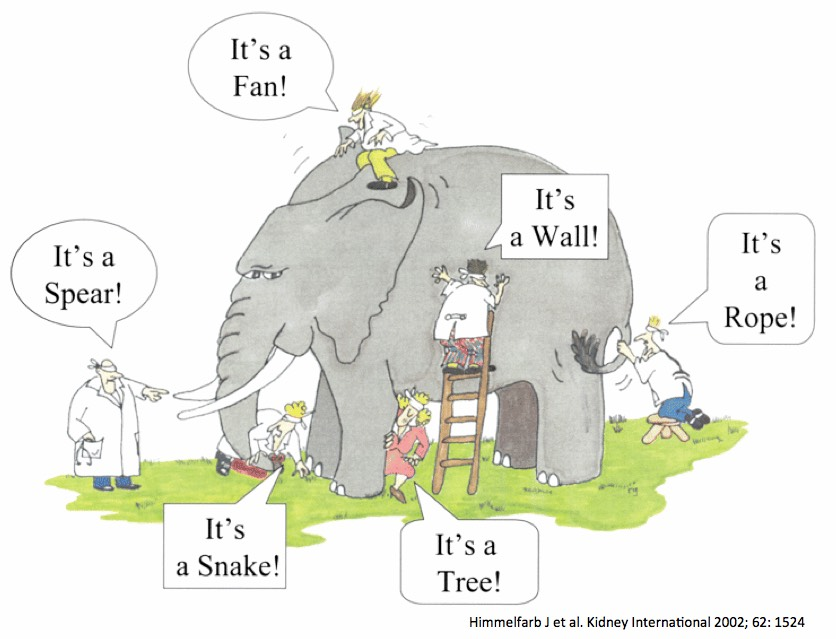 It's a
Fan!
It's
a Wall!
It's
a
Rope!
It's a
Spear!
It's
a Snake!
It's a
Tree!
Himmelfarb J et al. Kidney International 2002; 62: 1524